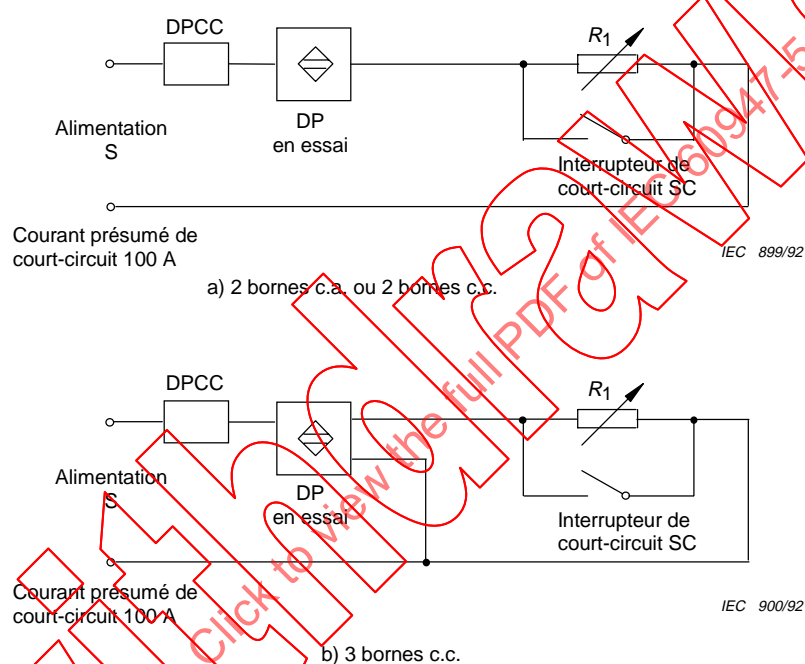 DPCC
R1
Alimentation
S
DP
en essai
Interrupteur de
court-circuit SC
Courant présumé de
court-circuit 100 A
IEC 899/92
a) 2 bornes c.a. ou 2 bornes c.c.
DPCC
R1
Alimentation
S
DP
en essai
Interrupteur de
court-circuit SC
Courant présumé de
court-circuit 100 A
IEC 900/92
b) 3 bornes c.c.
Click to view the full PDF of IEC 60947-5